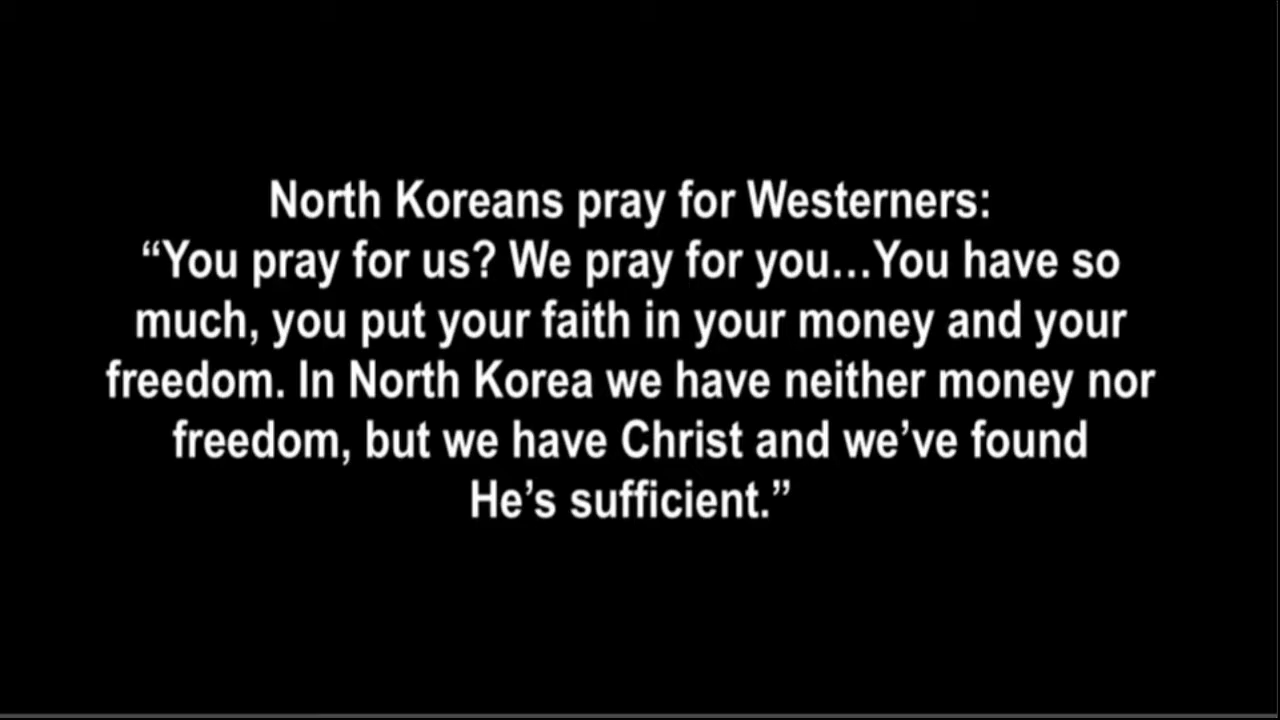 North Koreans pray for Westerners:
“You pray for us? We pray for you…You have so
much, you put your faith in your money and your
freedom. In North Korea we have neither money nor
freedom, but we have Christ and we’ve found
He’s sufficient.”